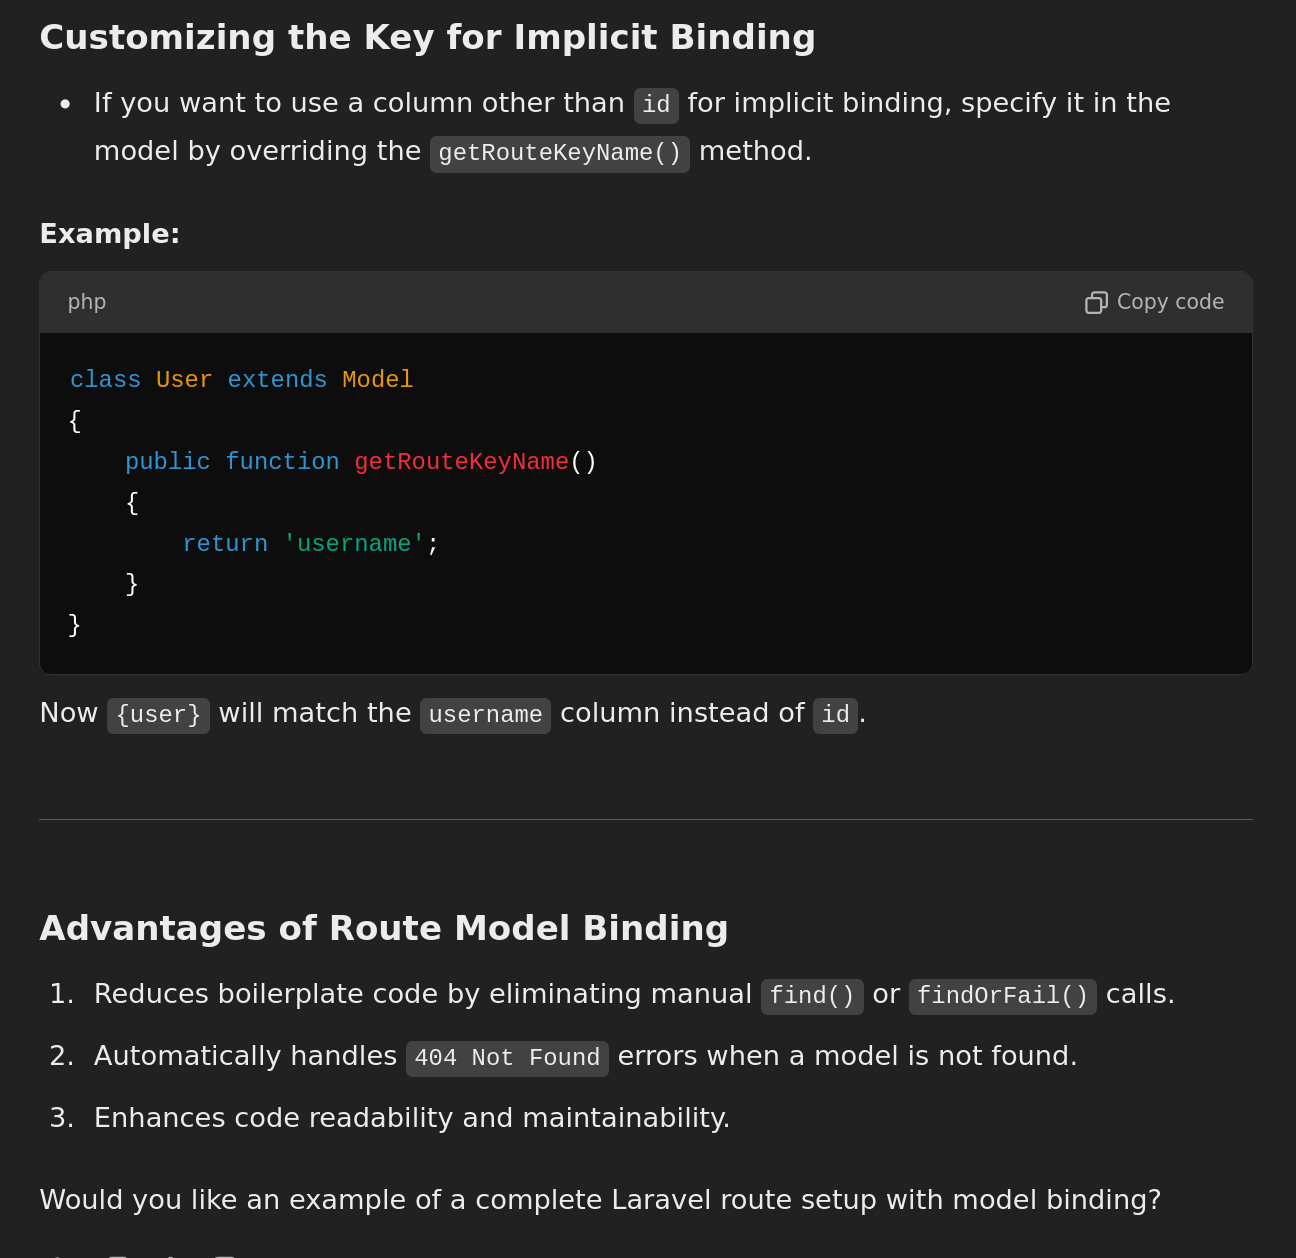 Customizing the Key for Implicit Binding
• If you want to use a column other than id for implicit binding, specify it in the
model by overriding the getRouteKeyName() method.
Example:
php Copy code
class User extends Model
{
    public function getRouteKeyName()
    {
        return 'username';
    }
}
Now {user} will match the username column instead of id.
Advantages of Route Model Binding
1. Reduces boilerplate code by eliminating manual find() or findOrFail() calls.
2. Automatically handles 404 Not Found errors when a model is not found.
3. Enhances code readability and maintainability.
Would you like an example of a complete Laravel route setup with model binding?